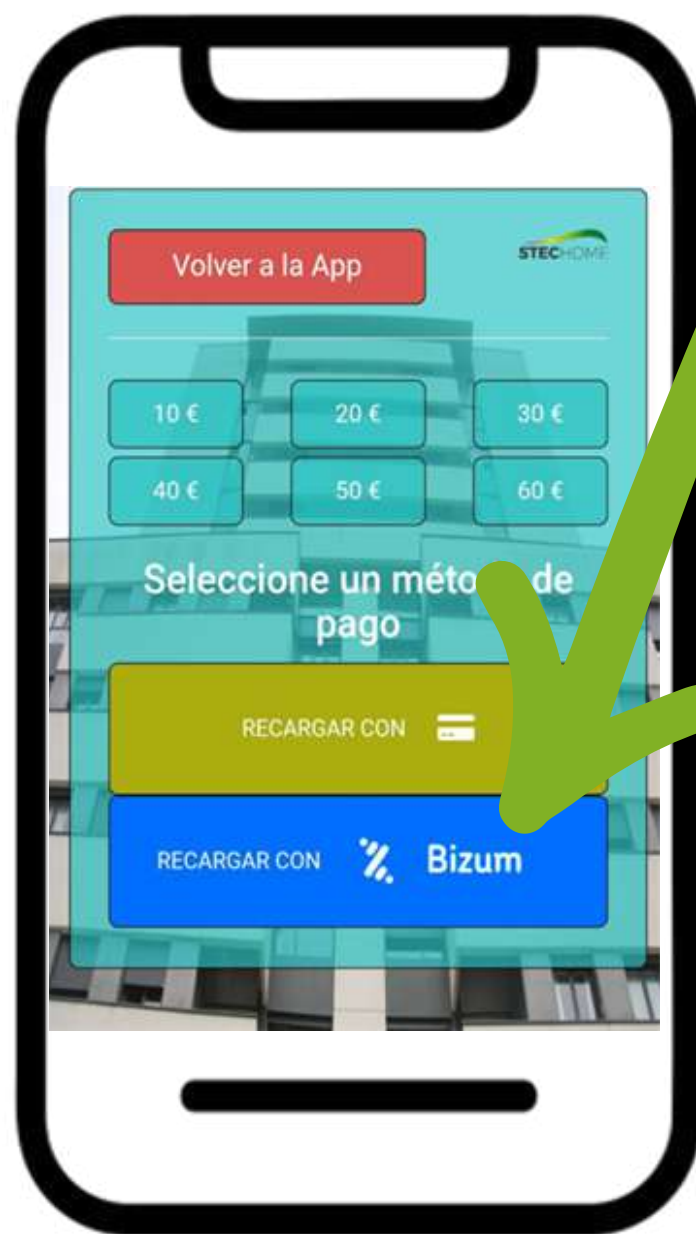 Volver a la App
STECHOME
10 €
20 €
30 €
40 €
50 €
60 €
Seleccione un
de
pago
RECARGAR CON
RECARGAR CON
Bizum